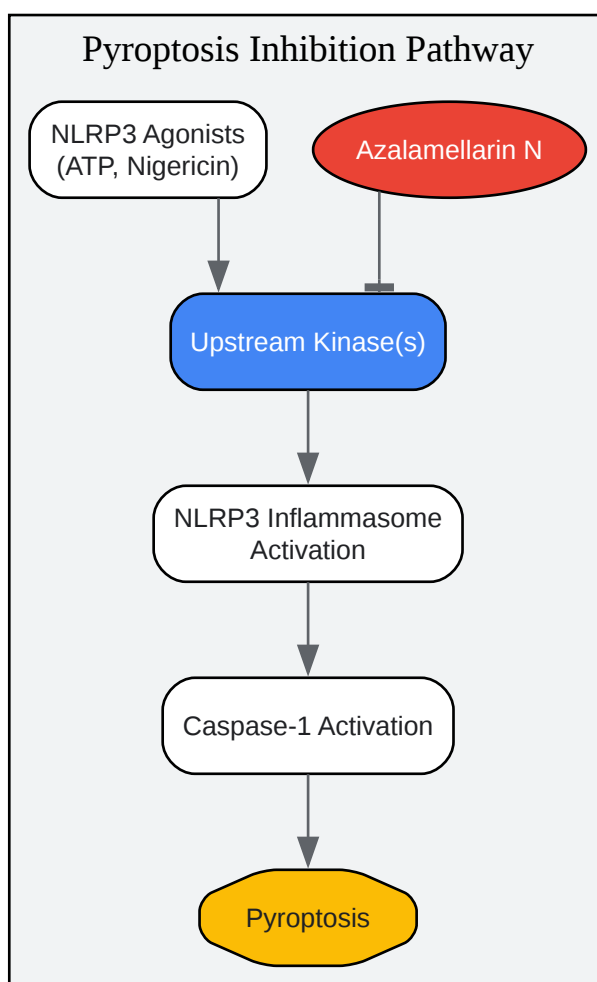 Pyroptosis Inhibition Pathway
NLRP3 Agonists
(ATP, Nigericin)
Azalamellarin N
Upstream Kinase(s)
NLRP3 Inflammasome
Activation
Caspase-1 Activation
Pyroptosis